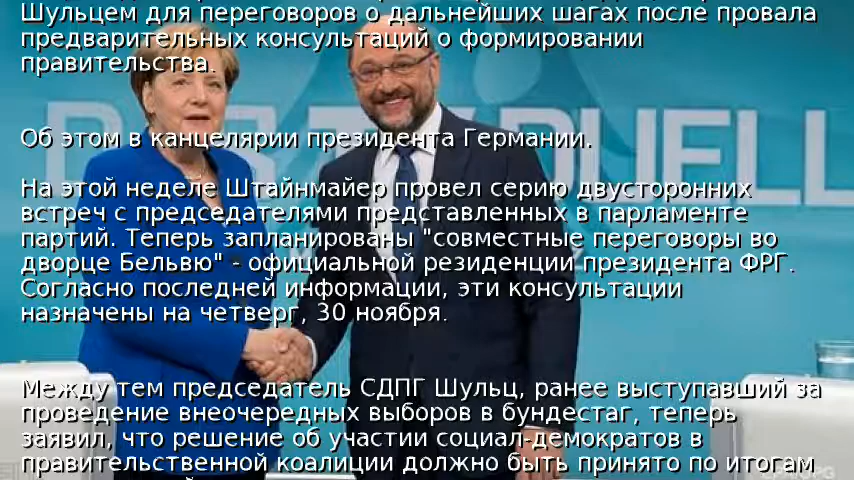 Шульцем для переговоров о дальнейших шагах после провала
предварительных консультаций о формировании
правительства.
Об этом в канцелярии президента Германии.
На этой неделе Штайнмайер провел серию двусторонних
встреч с председателями представленных в парламенте
партий. Теперь запланированы "совместные переговоры во
дворце Бельвю" - официальной резиденции президента ФРГ.
Согласно последней информации, эти консультации
назначены на четверг, 30 ноября.
Между тем председатель СДПГ Шульц, ранее выступавший за
проведение внеочередных выборов в бундестаг, теперь
заявил, что решение об участии социал-демократов в
правительственной коалиции должно быть принято по итогам